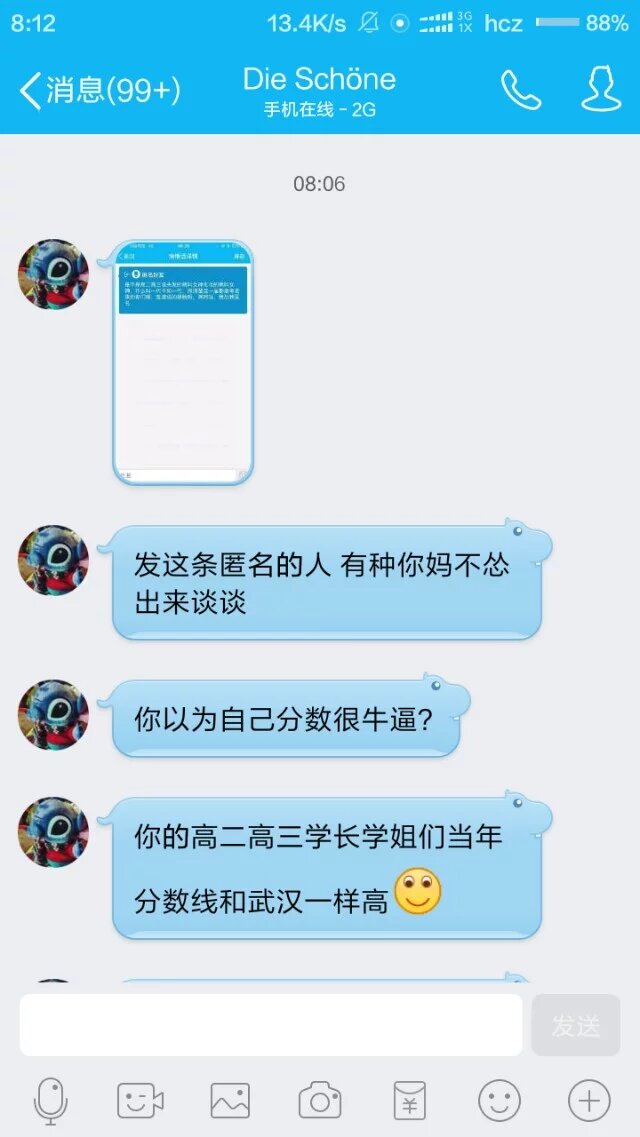 8:12 13.4K/s 3G 1X hcz 88%
消息(99+) Die Schöne
手机在线 - 2G
08:06
发这条匿名的人 有种你妈不怂
出来谈谈
你以为自己分数很牛逼?
你的高二高三学长学姐们当年
分数线和武汉一样高
发送